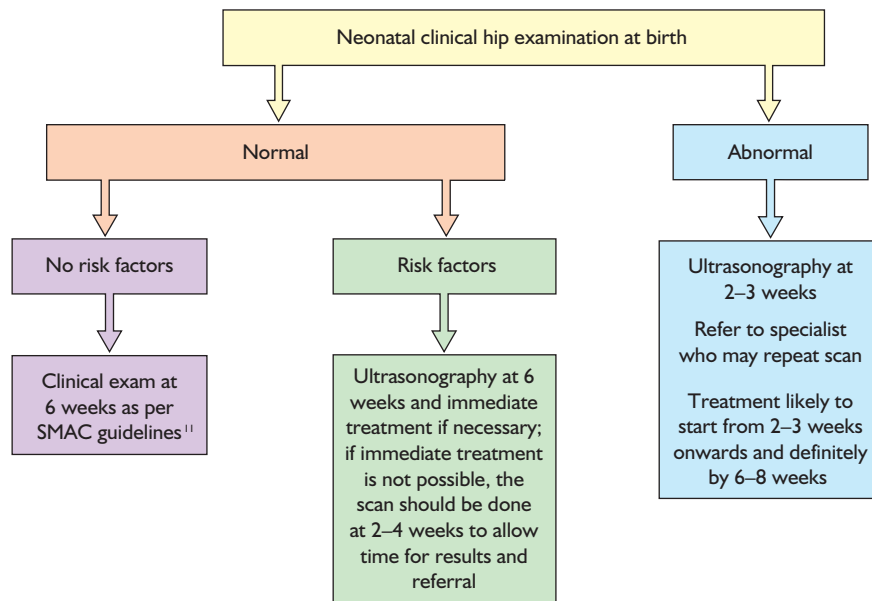 Neonatal clinical hip examination at birth
Normal
Abnormal
No risk factors
Risk factors
Clinical exam at
6 weeks as per
SMAC guidelines¹¹
Ultrasonography at 6
weeks and immediate
treatment if necessary;
if immediate treatment
is not possible, the
scan should be done
at 2–4 weeks to allow
time for results and
referral
Ultrasonography at
2–3 weeks
Refer to specialist
who may repeat scan
Treatment likely to
start from 2–3 weeks
onwards and definitely
by 6–8 weeks